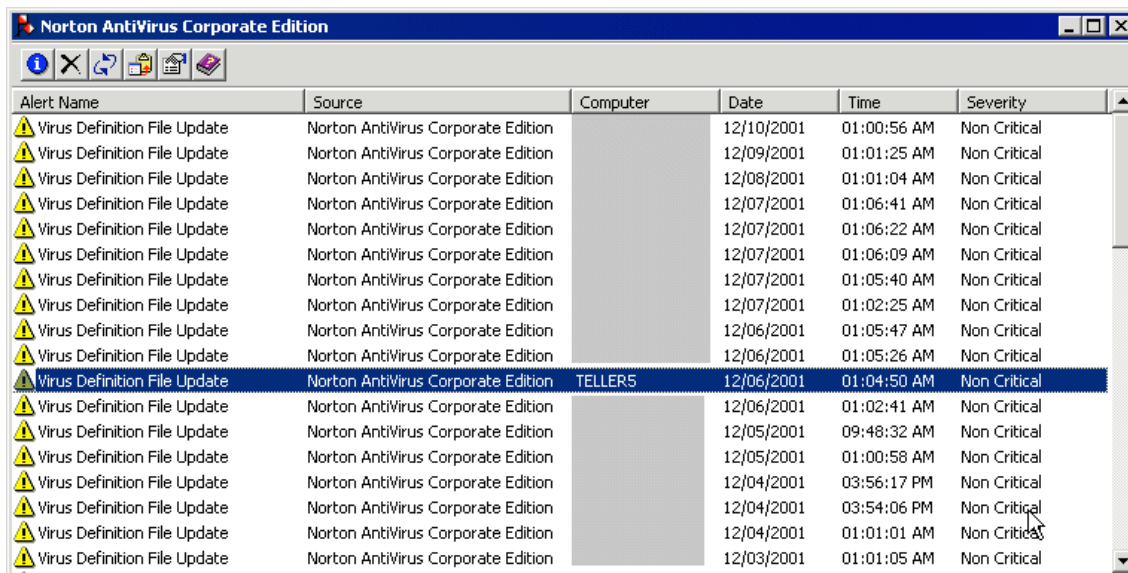 Norton AntiVirus Corporate Edition
Alert Name Source Computer Date Time Severity
Virus Definition File Update Norton AntiVirus Corporate Edition 12/10/2001 01:00:56 AM Non Critical
Virus Definition File Update Norton AntiVirus Corporate Edition 12/09/2001 01:01:25 AM Non Critical
Virus Definition File Update Norton AntiVirus Corporate Edition 12/08/2001 01:01:04 AM Non Critical
Virus Definition File Update Norton AntiVirus Corporate Edition 12/07/2001 01:06:41 AM Non Critical
Virus Definition File Update Norton AntiVirus Corporate Edition 12/07/2001 01:06:22 AM Non Critical
Virus Definition File Update Norton AntiVirus Corporate Edition 12/07/2001 01:06:09 AM Non Critical
Virus Definition File Update Norton AntiVirus Corporate Edition 12/07/2001 01:05:40 AM Non Critical
Virus Definition File Update Norton AntiVirus Corporate Edition 12/07/2001 01:02:25 AM Non Critical
Virus Definition File Update Norton AntiVirus Corporate Edition 12/06/2001 01:05:47 AM Non Critical
Virus Definition File Update Norton AntiVirus Corporate Edition 12/06/2001 01:05:26 AM Non Critical
Virus Definition File Update Norton AntiVirus Corporate Edition TELLER5 12/06/2001 01:04:50 AM Non Critical
Virus Definition File Update Norton AntiVirus Corporate Edition 12/06/2001 01:02:41 AM Non Critical
Virus Definition File Update Norton AntiVirus Corporate Edition 12/05/2001 09:48:32 AM Non Critical
Virus Definition File Update Norton AntiVirus Corporate Edition 12/05/2001 01:00:58 AM Non Critical
Virus Definition File Update Norton AntiVirus Corporate Edition 12/04/2001 03:56:17 PM Non Critical
Virus Definition File Update Norton AntiVirus Corporate Edition 12/04/2001 03:54:06 PM Non Critical
Virus Definition File Update Norton AntiVirus Corporate Edition 12/04/2001 01:01:01 AM Non Critical
Virus Definition File Update Norton AntiVirus Corporate Edition 12/03/2001 01:01:05 AM Non Critical